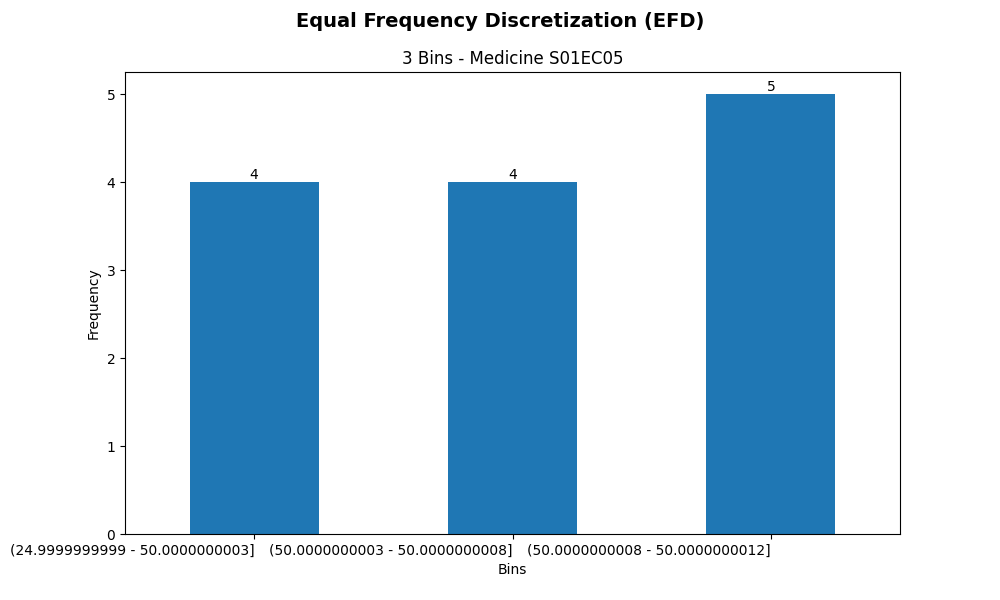 Equal Frequency Discretization (EFD)
3 Bins - Medicine S01EC05
5
4
3
2
1
0
Frequency
4
4
5
(24.9999999999 - 50.0000000003]
(50.0000000003 - 50.0000000008]
(50.0000000008 - 50.0000000012]
Bins